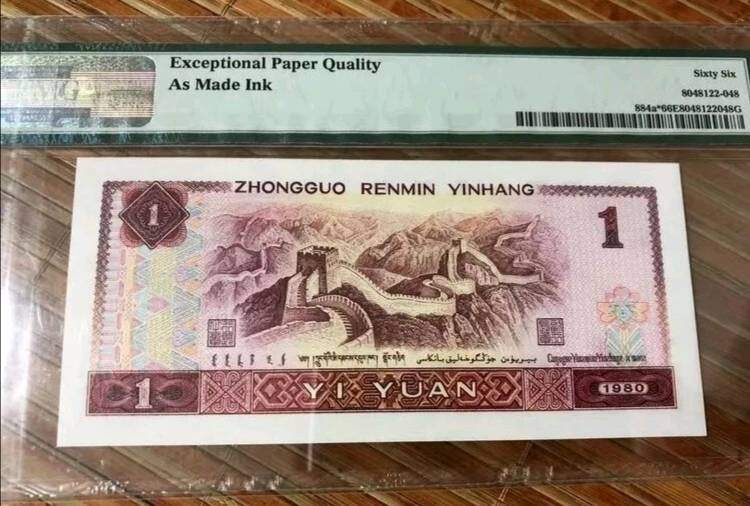 Exceptional Paper Quality
As Made Ink
Sixty Six
8048122-048
884a*66E8048122048G
ZHONGGUO RENMIN YINHANG
1 1
1 YI YUAN 1980